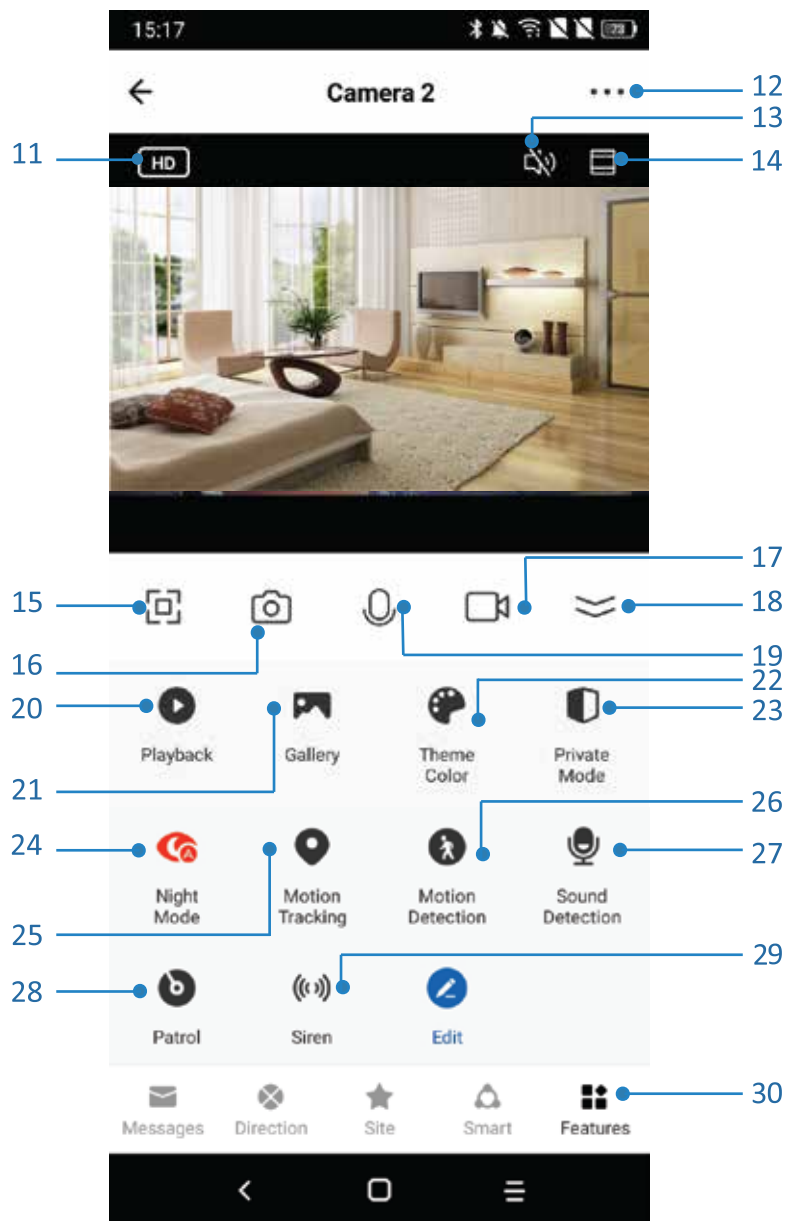 15:17
73
Camera 2
12
13
11
HD
14
17
15
18
16
19
20
22
23
Playback
Gallery
Theme
Color
Private
Mode
21
26
24
27
Night
Mode
Motion
Tracking
Motion
Detection
Sound
Detection
25
29
28
Patrol
Siren
Edit
30
Messages
Direction
Site
Smart
Features